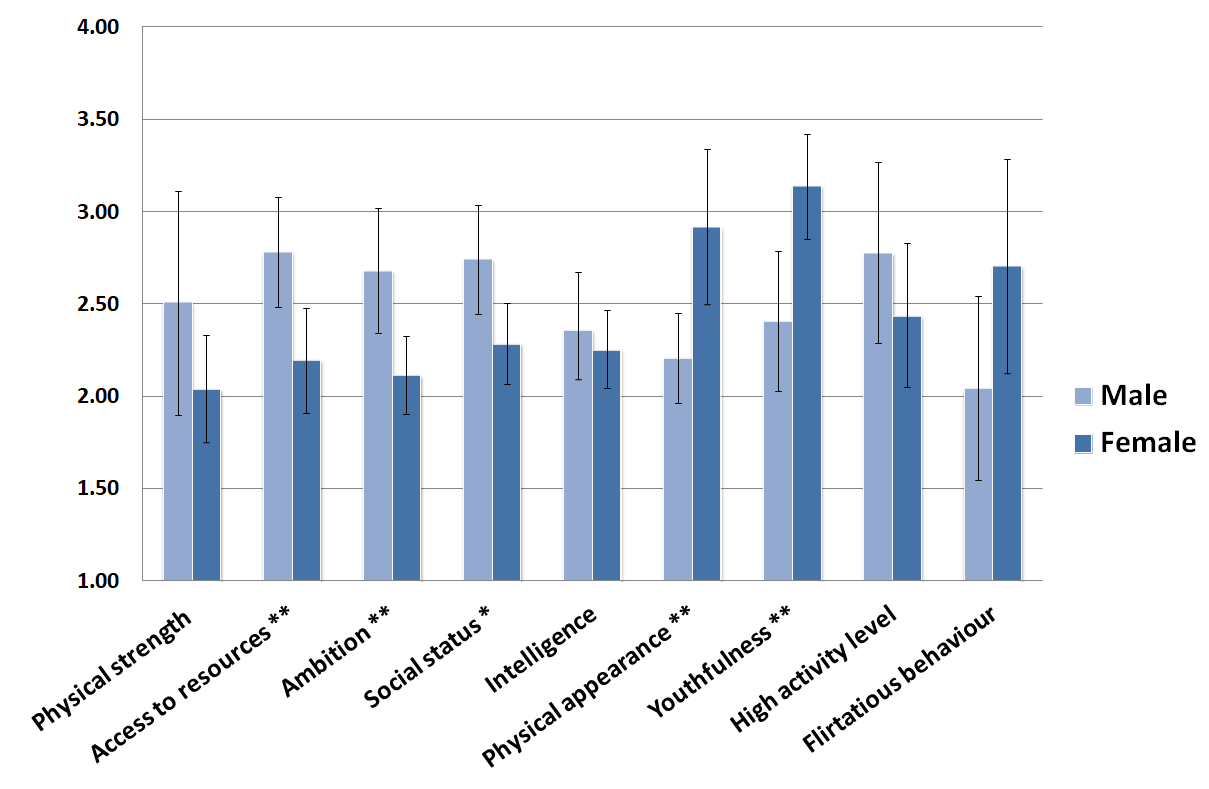 4.00
3.50
3.00
2.50
2.00
1.50
1.00
Physical strength
Access to resources **
Ambition **
Social status *
Intelligence
Physical appearance **
Youthfulness **
High activity level
Flirtatious behaviour
Male
Female